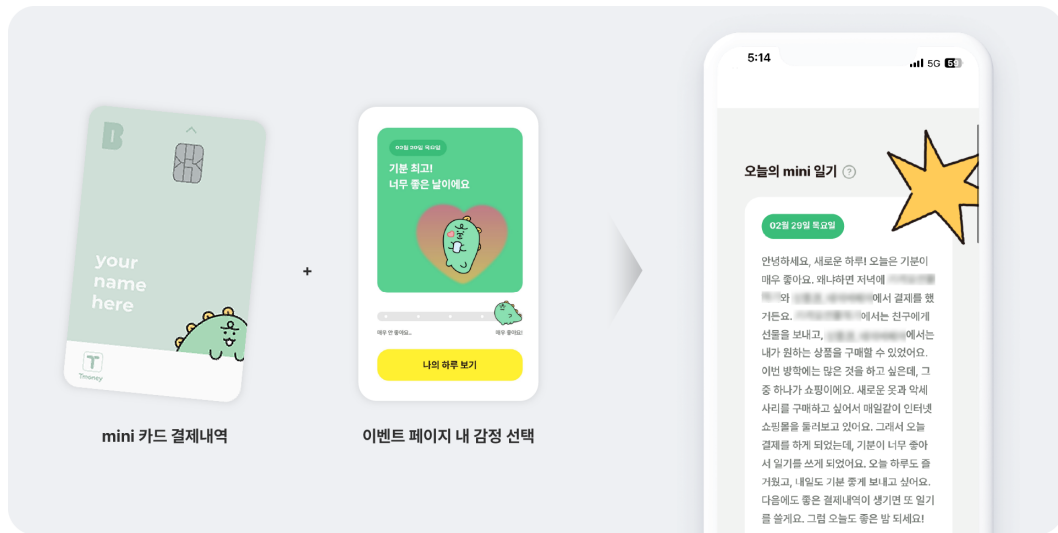 B
your
name
here
Tmoney
mini 카드 결제내역
+
02월 29일 목요일
기분 최고!
너무 좋은 날이에요
매우 안 좋아요..
매우 좋아요!
나의 하루 보기
이벤트 페이지 내 감정 선택
5:14
5G 59
오늘의 mini 일기 ?
02월 29일 목요일
안녕하세요, 새로운 하루! 오늘은 기분이
매우 좋아요. 왜냐하면 저녁에
와 에서 결제를 했
거든요. 에서는 친구에게
선물을 보내고, 에서는
내가 원하는 상품을 구매할 수 있었어요.
이번 방학에는 많은 것을 하고 싶은데, 그
중 하나가 쇼핑이에요. 새로운 옷과 악세
사리를 구매하고 싶어서 매일같이 인터넷
쇼핑몰을 둘러보고 있어요. 그래서 오늘
결제를 하게 되었는데, 기분이 너무 좋아
서 일기를 쓰게 되었어요. 오늘 하루도 즐
거웠고, 내일도 기분 좋게 보내고 싶어요.
다음에도 좋은 결제내역이 생기면 또 일기
를 쓸게요. 그럼 오늘도 좋은 밤 되세요!